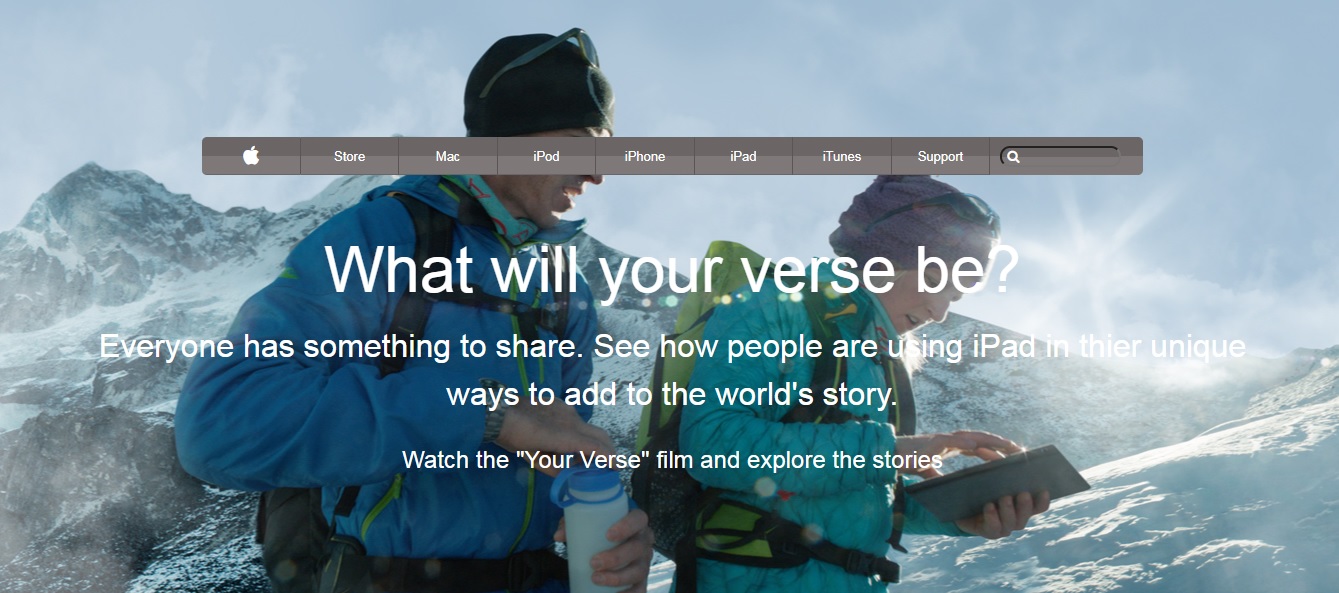 Store Mac iPod iPhone iPad iTunes Support
What will your verse be?
Everyone has something to share. See how people are using iPad in thier unique
ways to add to the world's story.
Watch the "Your Verse" film and explore the stories